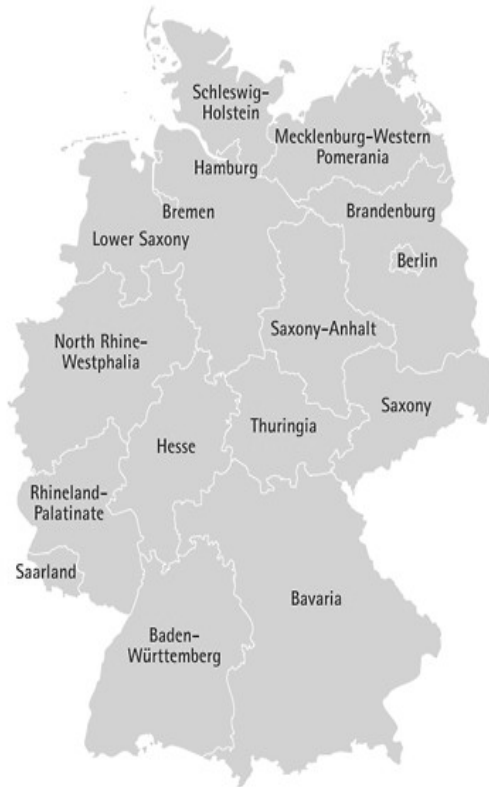 Schleswig-
Holstein
Mecklenburg-Western
Pomerania
Hamburg
Bremen
Brandenburg
Lower Saxony
Berlin
North Rhine-
Westphalia
Saxony-Anhalt
Saxony
Thuringia
Hesse
Rhineland-
Palatinate
Saarland
Bavaria
Baden-
Württemberg